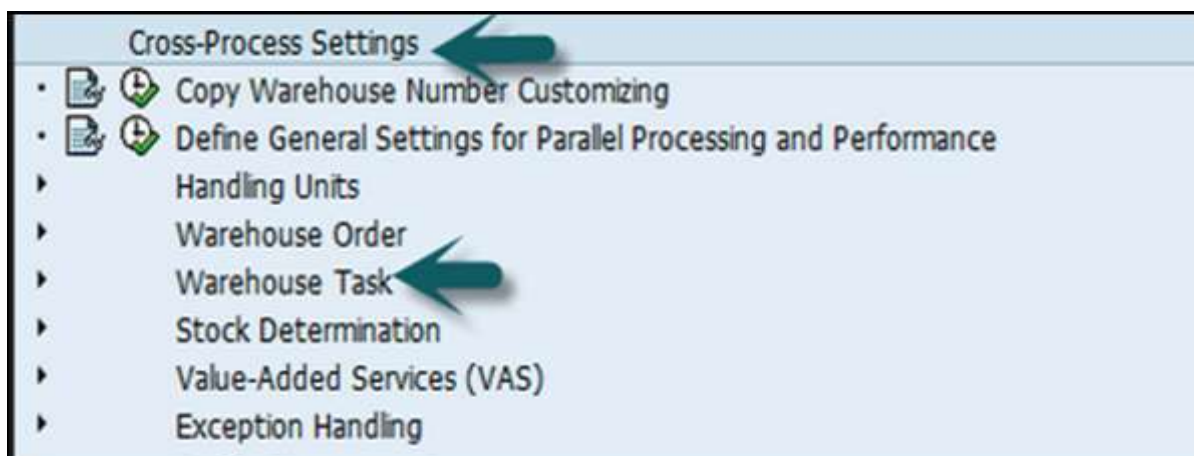 Cross-Process Settings
Copy Warehouse Number Customizing
Define General Settings for Parallel Processing and Performance
Handling Units
Warehouse Order
Warehouse Task
Stock Determination
Value-Added Services (VAS)
Exception Handling